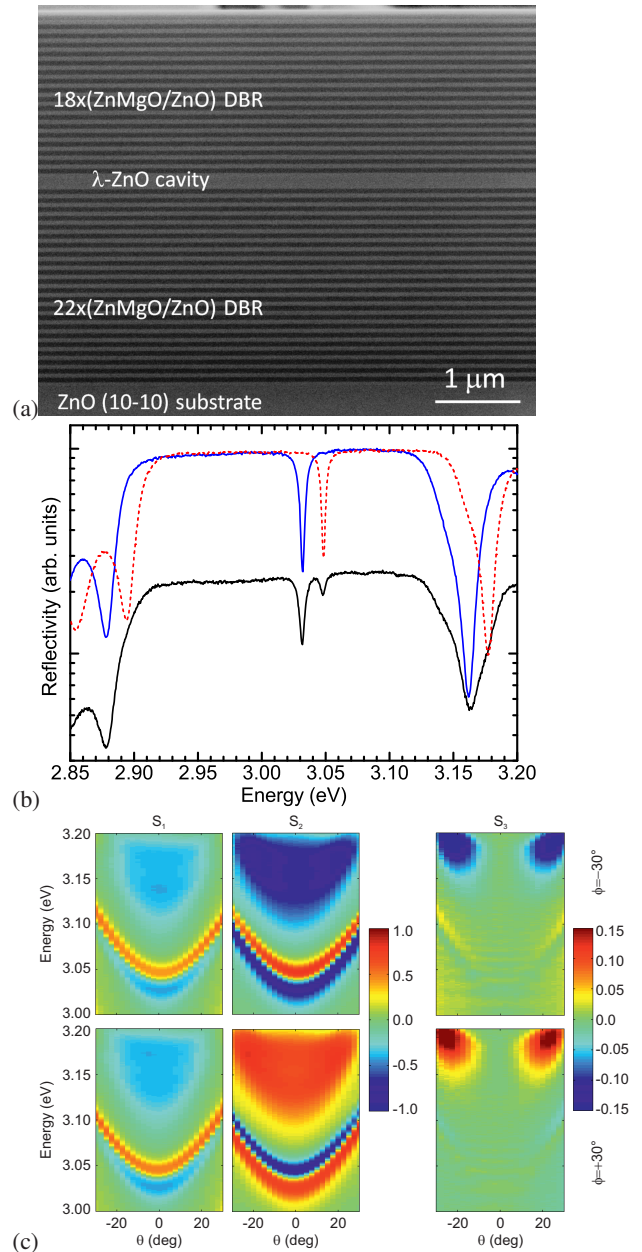 18x(ZnMgO/ZnO) DBR
λ-ZnO cavity
22x(ZnMgO/ZnO) DBR
1 μm
ZnO (10-10) substrate
(a)
Reflectivity (arb. units)
2.85 2.90 2.95 3.00 3.05 3.10 3.15 3.20
Energy (eV)
(b)
S1 S2 S3
3.20
3.15
3.10
3.05
3.00
Energy (eV)
1.0
0.5
0.0
-0.5
-1.0
0.15
0.10
0.05
0.00
-0.05
-0.10
-0.15
ϕ=−30°
3.20
3.15
3.10
3.05
3.00
Energy (eV)
ϕ=+30°
-20 0 20
-20 0 20
-20 0 20
θ (deg) θ (deg) θ (deg)
(c)